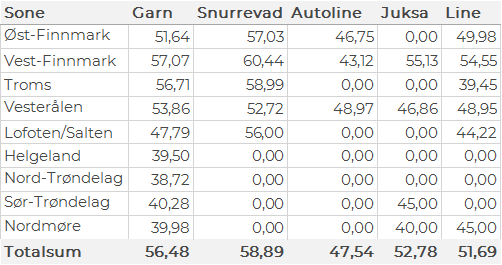 Sone Garn Snurrevad Autoline Juksa Line
Øst-Finnmark 51,64 57,03 46,75 0,00 49,98
Vest-Finnmark 57,07 60,44 43,12 55,13 54,55
Troms 56,71 58,99 0,00 0,00 39,45
Vesterålen 53,86 52,72 48,97 46,86 48,95
Lofoten/Salten 47,79 56,00 0,00 0,00 44,22
Helgeland 39,50 0,00 0,00 0,00 0,00
Nord-Trøndelag 38,72 0,00 0,00 0,00 0,00
Sør-Trøndelag 40,28 0,00 0,00 45,00 0,00
Nordmøre 39,98 0,00 0,00 40,00 45,00
Totalsum 56,48 58,89 47,54 52,78 51,69